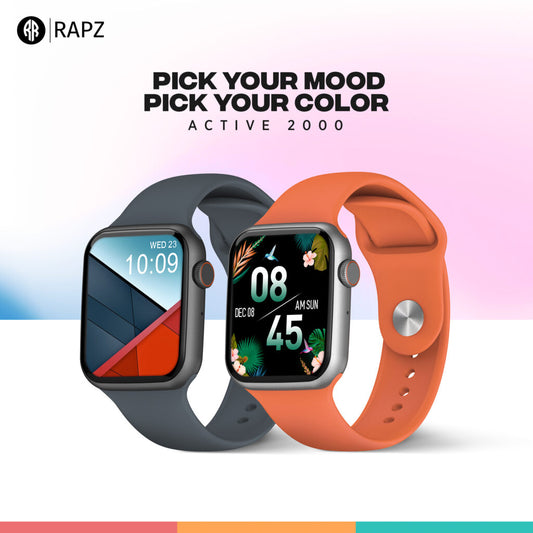 RAPZ
PICK YOUR MOOD
PICK YOUR COLOR
ACTIVE 2000
WED 23
10:09
08
DEC 08
AM SUN
45